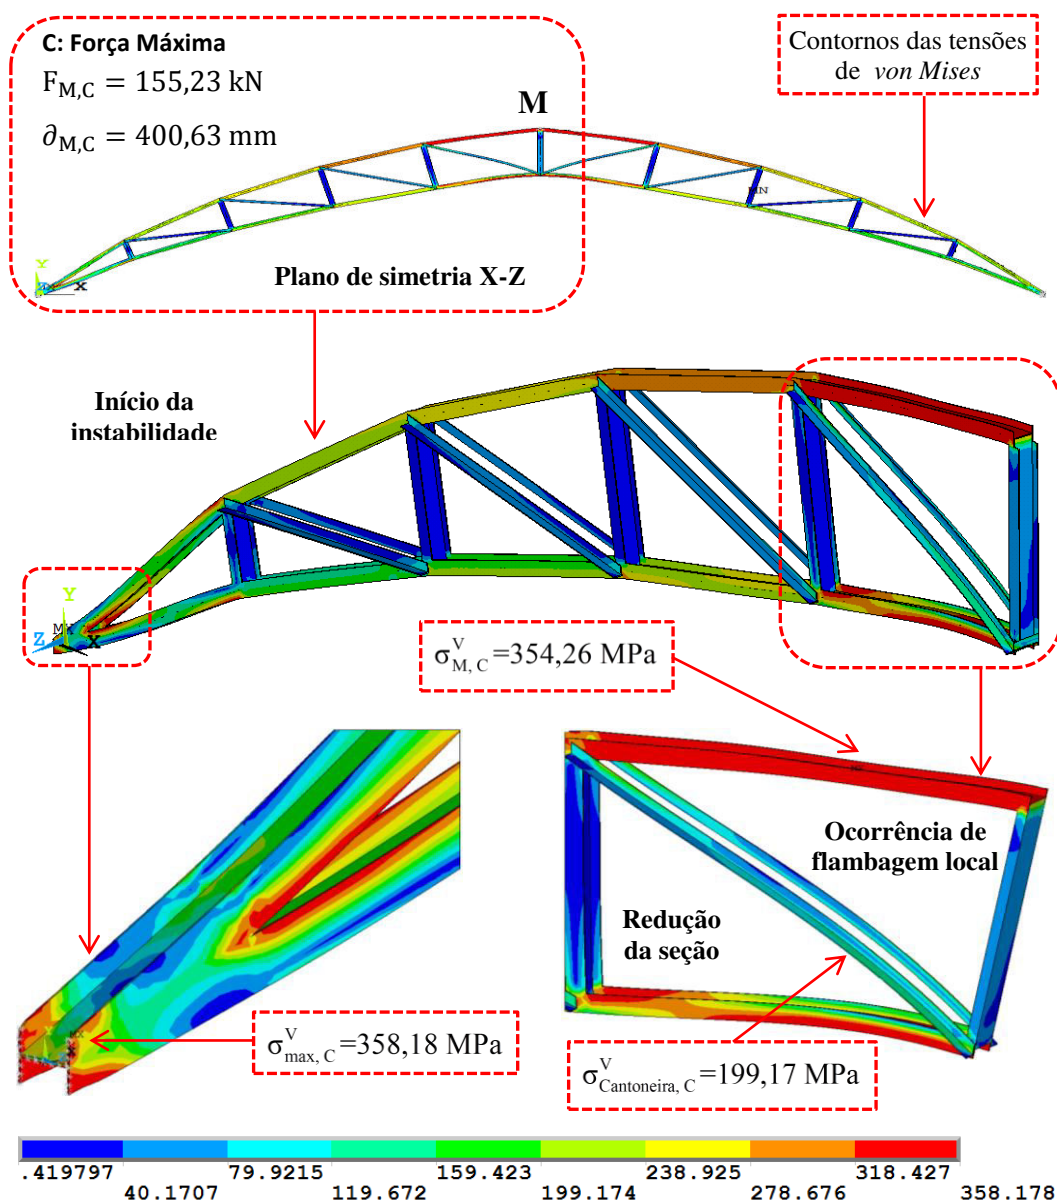 C: Força Máxima
F_M,C = 155,23 kN
∂_M,C = 400,63 mm
Contornos das tensões
de von Mises
M
MN
Y
X
Plano de simetria X-Z
Início da
instabilidade
Y
Z
X
σ^V_M, C =354,26 MPa
Ocorrência de
flambagem local
Redução
da seção
σ^V_max, C =358,18 MPa
σ^V_Cantoneira, C =199,17 MPa
.419797 79.9215 159.423 238.925 318.427
40.1707 119.672 199.174 278.676 358.178